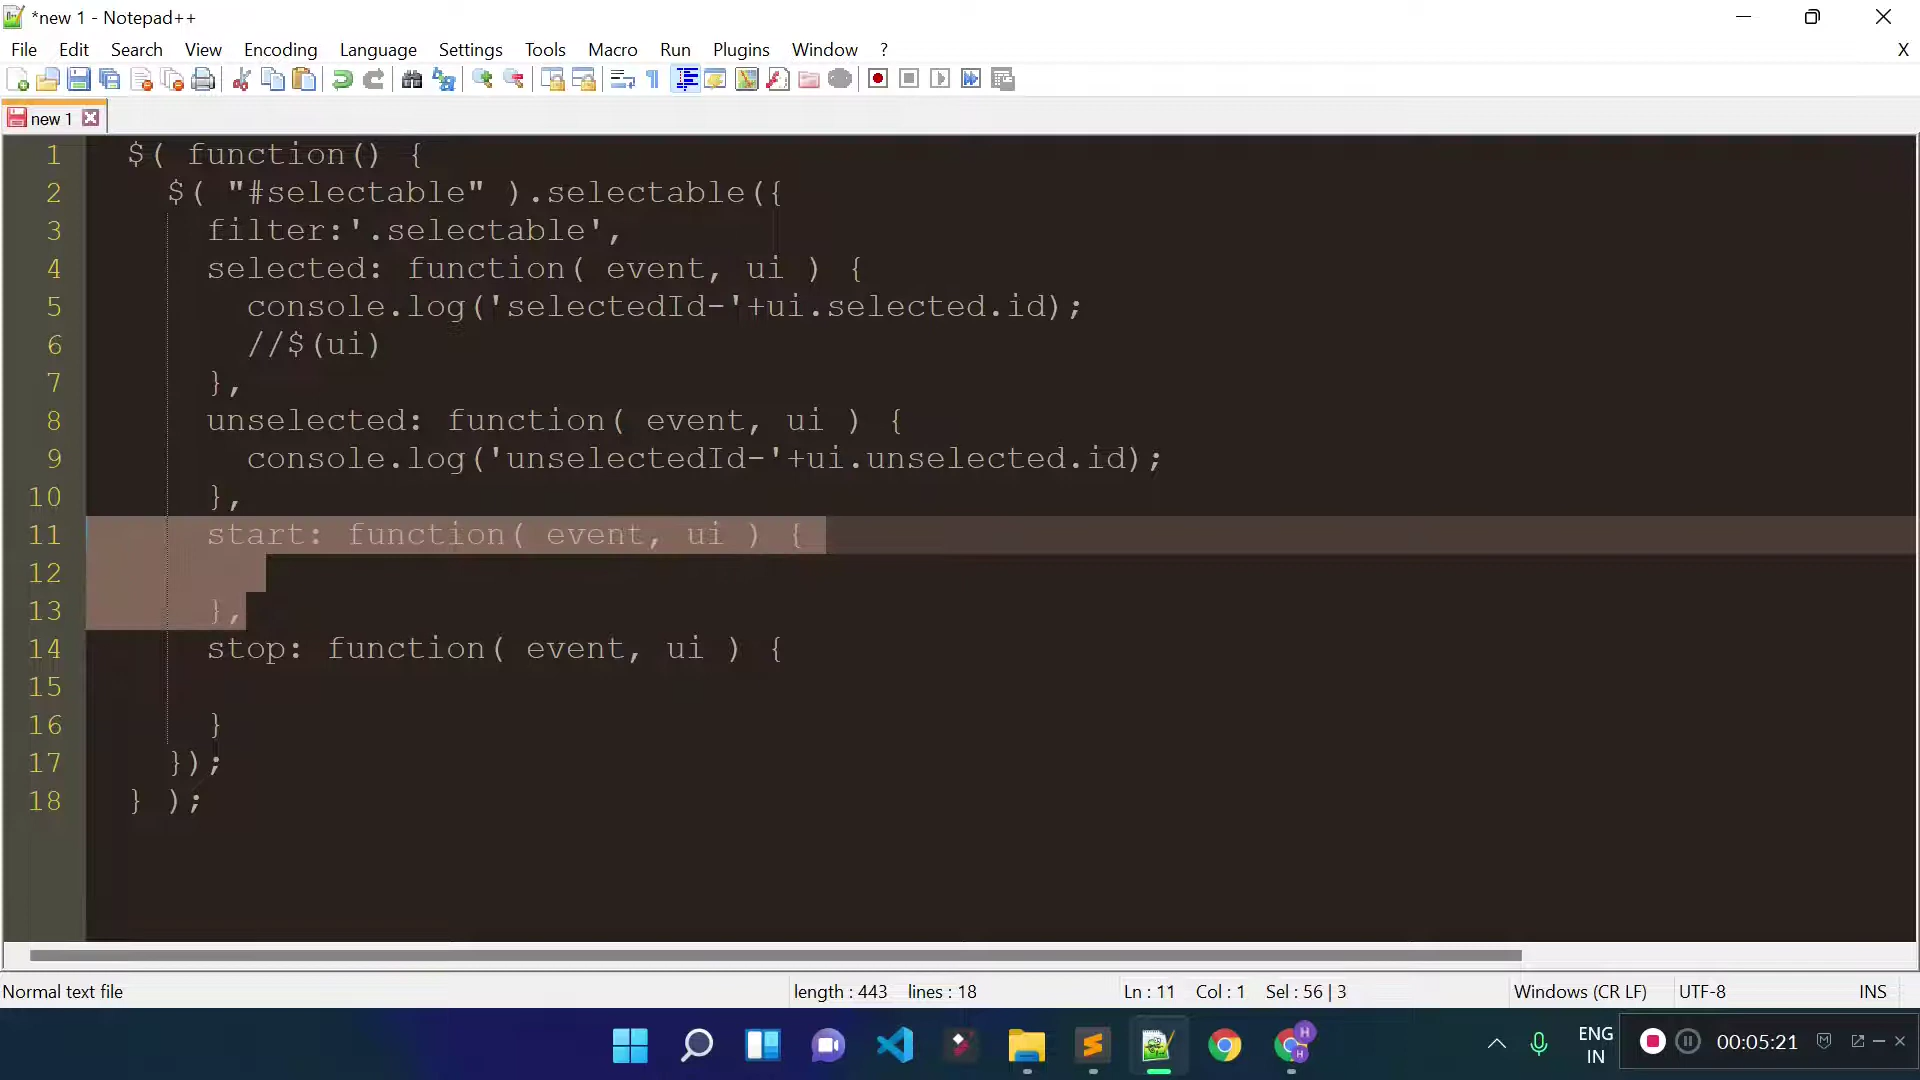 *new 1 - Notepad++
File Edit Search View Encoding Language Settings Tools Macro Run Plugins Window ? X
new 1
1 $( function() {
2 $( "#selectable" ).selectable({
3 filter:'.selectable',
4 selected: function( event, ui ) {
5 console.log('selectedId-'+ui.selected.id);
6 //$(ui)
7 },
8 unselected: function( event, ui ) {
9 console.log('unselectedId-'+ui.unselected.id);
10 },
11 start: function( event, ui ) {
12
13 },
14 stop: function( event, ui ) {
15
16 }
17 });
18 } );
Normal text file length : 443 lines : 18 Ln : 11 Col : 1 Sel : 56 | 3 Windows (CR LF) UTF-8 INS
ENG
IN
00:05:21